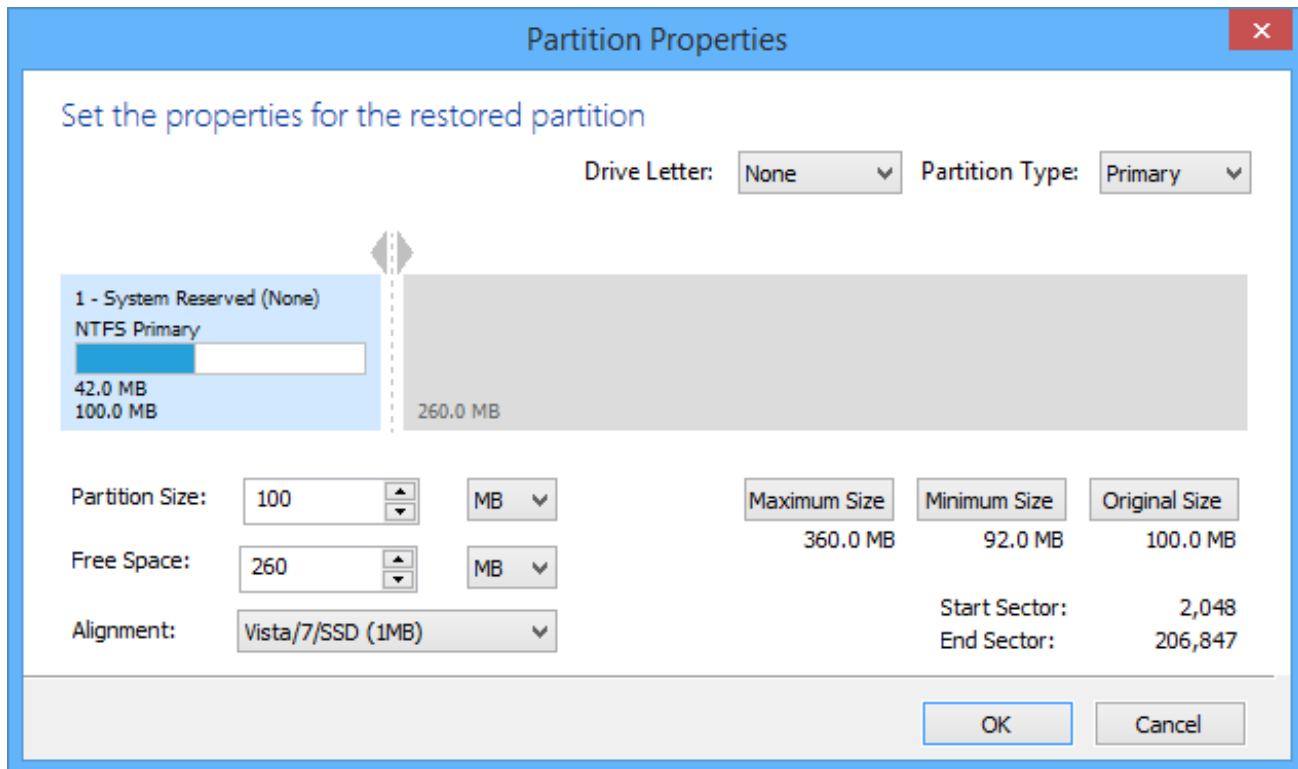 Partition Properties
Set the properties for the restored partition
Drive Letter: None Partition Type: Primary
1 - System Reserved (None)
NTFS Primary
42.0 MB
100.0 MB 260.0 MB
Partition Size: 100 MB Maximum Size Minimum Size Original Size
360.0 MB 92.0 MB 100.0 MB
Free Space: 260 MB
Start Sector: 2,048
Alignment: Vista/7/SSD (1MB)
End Sector: 206,847
OK Cancel